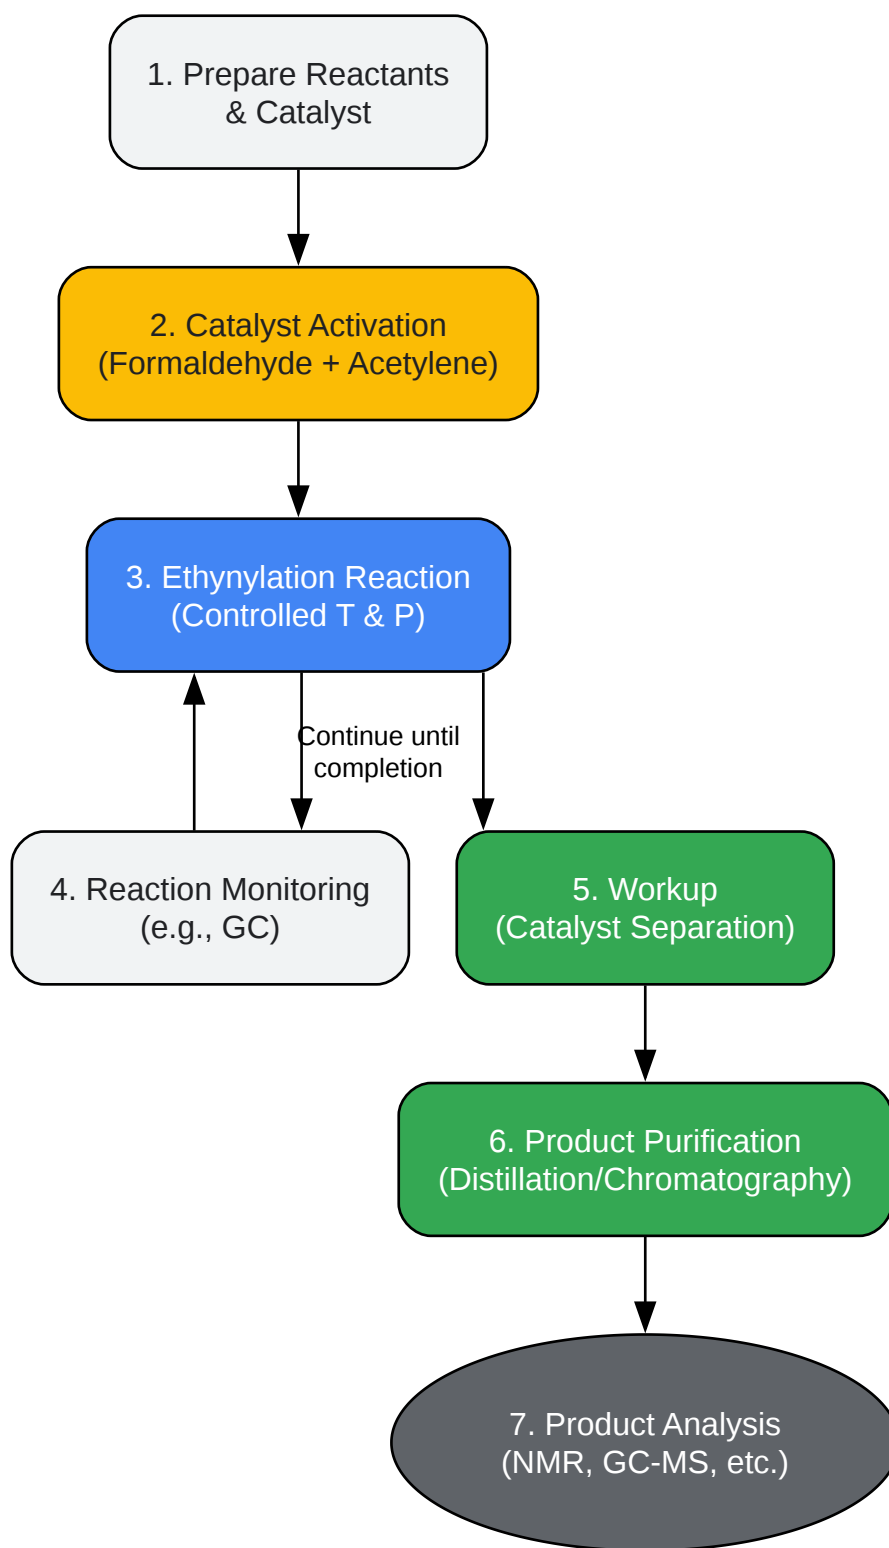 1. Prepare Reactants
& Catalyst
2. Catalyst Activation
(Formaldehyde + Acetylene)
3. Ethynylation Reaction
(Controlled T & P)
Continue until
completion
4. Reaction Monitoring
(e.g., GC)
5. Workup
(Catalyst Separation)
6. Product Purification
(Distillation/Chromatography)
7. Product Analysis
(NMR, GC-MS, etc.)